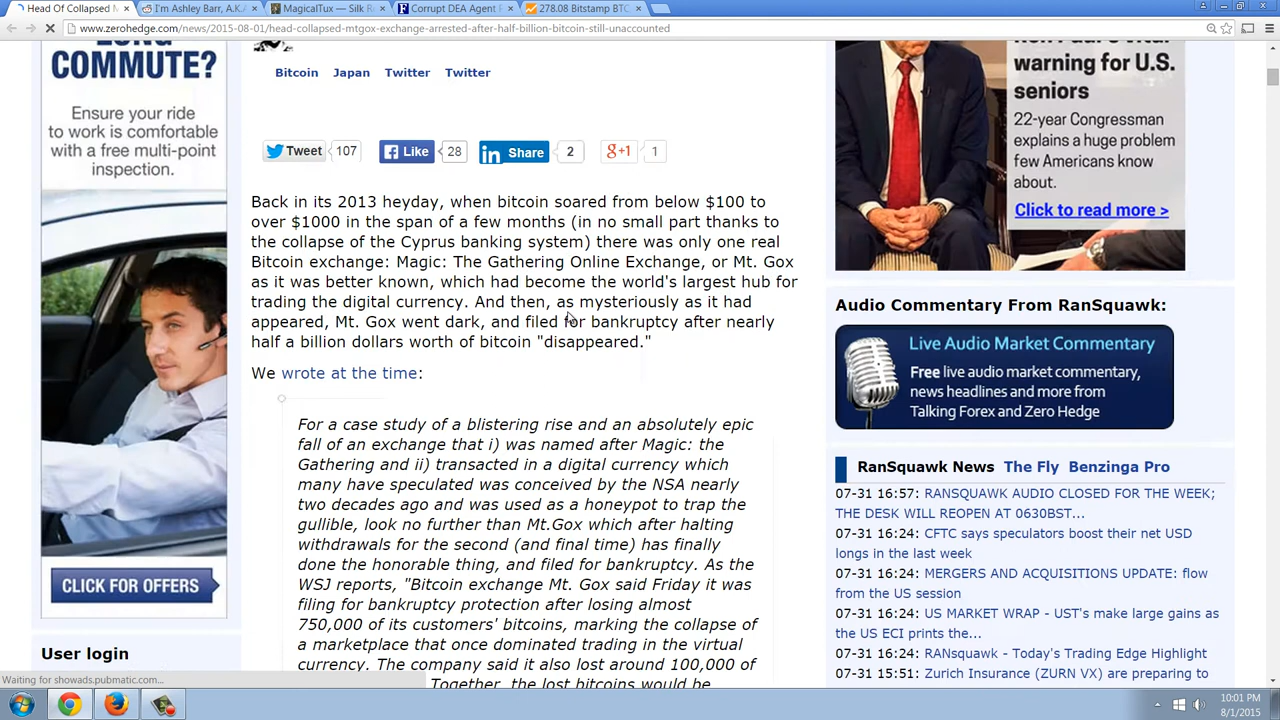 Head Of Collapsed M
I'm Ashley Barr, A.K.A
MagicalTux — Silk R
Corrupt DEA Agent P
278.08 Bitstamp BTC
www.zerohedge.com/news/2015-08-01/head-collapsed-mtgox-exchange-arrested-after-half-billion-bitcoin-still-unaccounted
COMMUTE?
Ensure your ride
to work is comfortable
with a free multi-point
inspection.
CLICK FOR OFFERS
User login
Bitcoin Japan Twitter Twitter
Tweet 107 Like 28 Share 2 g+1 1
Back in its 2013 heyday, when bitcoin soared from below $100 to
over $1000 in the span of a few months (in no small part thanks to
the collapse of the Cyprus banking system) there was only one real
Bitcoin exchange: Magic: The Gathering Online Exchange, or Mt. Gox
as it was better known, which had become the world's largest hub for
trading the digital currency. And then, as mysteriously as it had
appeared, Mt. Gox went dark, and filed for bankruptcy after nearly
half a billion dollars worth of bitcoin "disappeared."
We wrote at the time:
For a case study of a blistering rise and an absolutely epic
fall of an exchange that i) was named after Magic: the
Gathering and ii) transacted in a digital currency which
many have speculated was conceived by the NSA nearly
two decades ago and was used as a honeypot to trap the
gullible, look no further than Mt.Gox which after halting
withdrawals for the second (and final time) has finally
done the honorable thing, and filed for bankruptcy. As the
WSJ reports, "Bitcoin exchange Mt. Gox said Friday it was
filing for bankruptcy protection after losing almost
750,000 of its customers' bitcoins, marking the collapse of
a marketplace that once dominated trading in the virtual
currency. The company said it also lost around 100,000 of
Together, the lost bitcoins would be
warning for U.S.
seniors
22-year Congressman
explains a huge problem
few Americans know
about.
Click to read more >
Audio Commentary From RanSquawk:
Live Audio Market Commentary
Free live audio market commentary,
news headlines and more from
Talking Forex and Zero Hedge
RanSquawk News The Fly Benzinga Pro
07-31 16:57: RANSQUAWK AUDIO CLOSED FOR THE WEEK;
THE DESK WILL REOPEN AT 0630BST...
07-31 16:24: CFTC says speculators boost their net USD
longs in the last week
07-31 16:24: MERGERS AND ACQUISITIONS UPDATE: flow
from the US session
07-31 16:24: US MARKET WRAP - UST's make large gains as
the US ECI prints the...
07-31 16:24: RANsquawk - Today's Trading Edge Highlight
07-31 15:51: Zurich Insurance (ZURN VX) are preparing to
Waiting for showads.pubmatic.com...
10:01 PM
8/1/2015